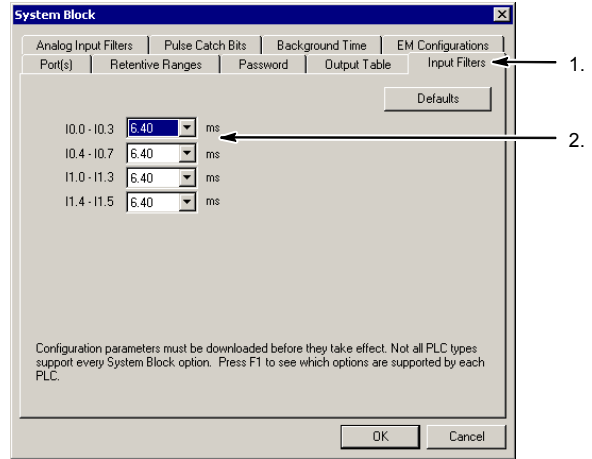 System Block
Analog Input Filters Pulse Catch Bits Background Time EM Configurations
Port(s) Retentive Ranges Password Output Table Input Filters 1.
Defaults
I0.0 - I0.3 6.40 ms 2.
I0.4 - I0.7 6.40 ms
I1.0 - I1.3 6.40 ms
I1.4 - I1.5 6.40 ms
Configuration parameters must be downloaded before they take effect. Not all PLC types
support every System Block option. Press F1 to see which options are supported by each
PLC.
OK Cancel